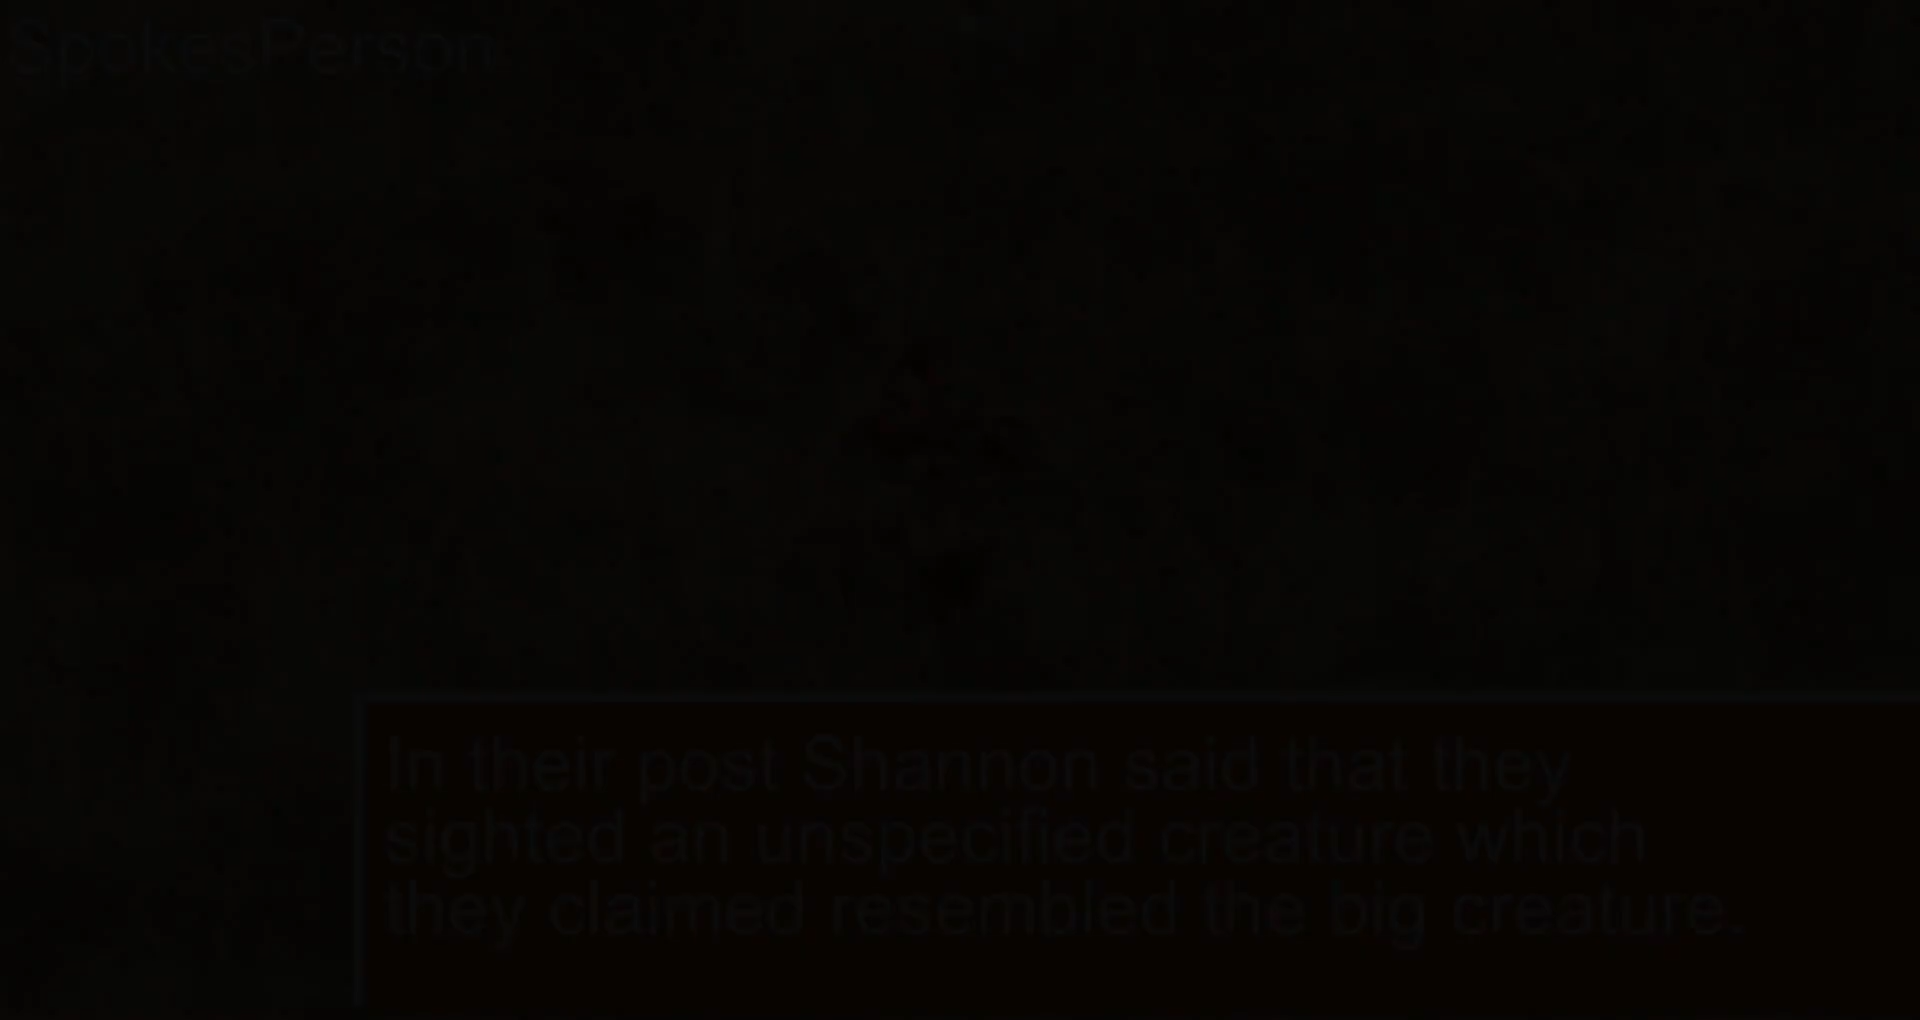 SpokesPerson
In their post Shannon said that they
sighted an unspecified creature which
they claimed resembled the big creature.